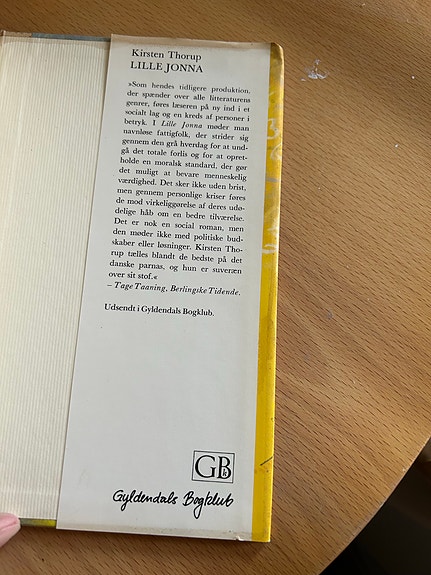 Kirsten Thorup
LILLE JONNA
»Som hendes tidligere produktion,
der spænder over alle litteraturens
genrer, føres læseren på ny ind i et
socialt lag og en kreds af personer i
betryk. I Lille Jonna møder man
navnløse fattigfolk, der strider sig
gennem den grå hverdag for at und-
gå det totale forlis og for at opret-
holde en moralsk standard, der gør
det muligt at bevare menneskelig
værdighed. Det sker ikke uden brist,
men gennem personlige kriser føres
de mod virkeliggørelse af deres udø-
delige håb om en bedre tilværelse.
Det er nok en social roman, men
den møder ikke med politiske bud-
skaber eller løsninger. Kirsten Tho-
rup tælles blandt de bedste på det
danske parnas, og hun er suveræn
over sit stof.«
– Tage Taaning, Berlingske Tidende.
Udsendt i Gyldendals Bogklub.
GBk
Gyldendals Bogklub